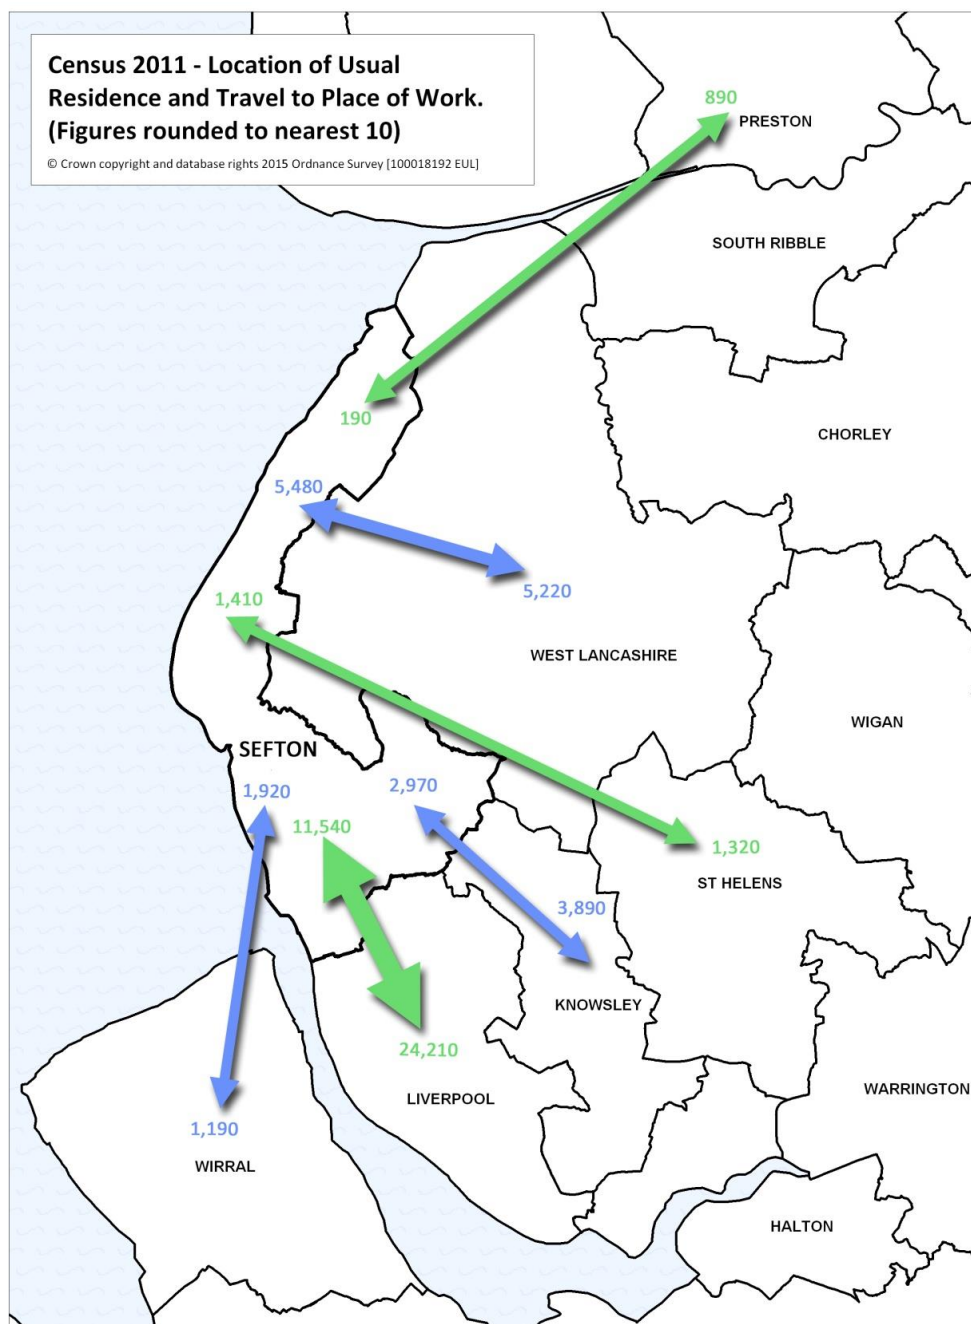 Census 2011 - Location of Usual
Residence and Travel to Place of Work.
(Figures rounded to nearest 10)
© Crown copyright and database rights 2015 Ordnance Survey [100018192 EUL]
890
PRESTON
SOUTH RIBBLE
190
CHORLEY
5,480
5,220
1,410
WEST LANCASHIRE
WIGAN
SEFTON
1,920
2,970
11,540
1,320
ST HELENS
3,890
KNOWSLEY
24,210
LIVERPOOL
WARRINGTON
1,190
WIRRAL
HALTON